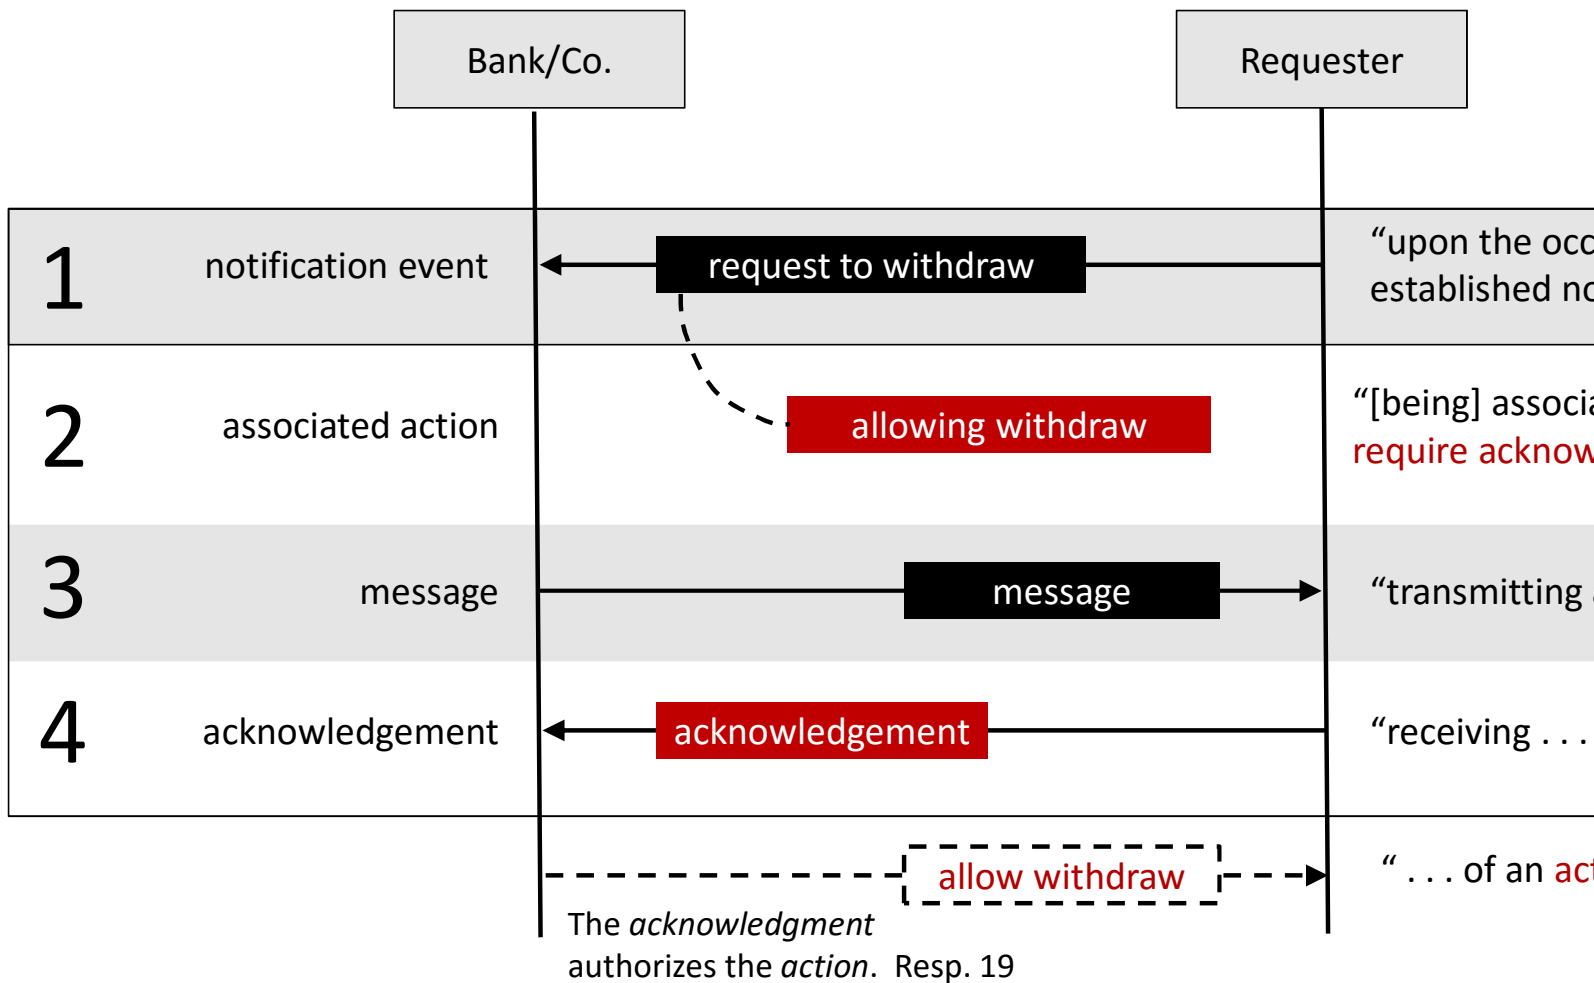 Bank/Co.
Requester
1
notification event
request to withdraw
“upon the occ
established no
2
associated action
allowing withdraw
“[being] associa
require acknow
3
message
message
“transmitting
4
acknowledgement
acknowledgement
“receiving . . .
allow withdraw
“ . . . of an act
The acknowledgment
authorizes the action. Resp. 19